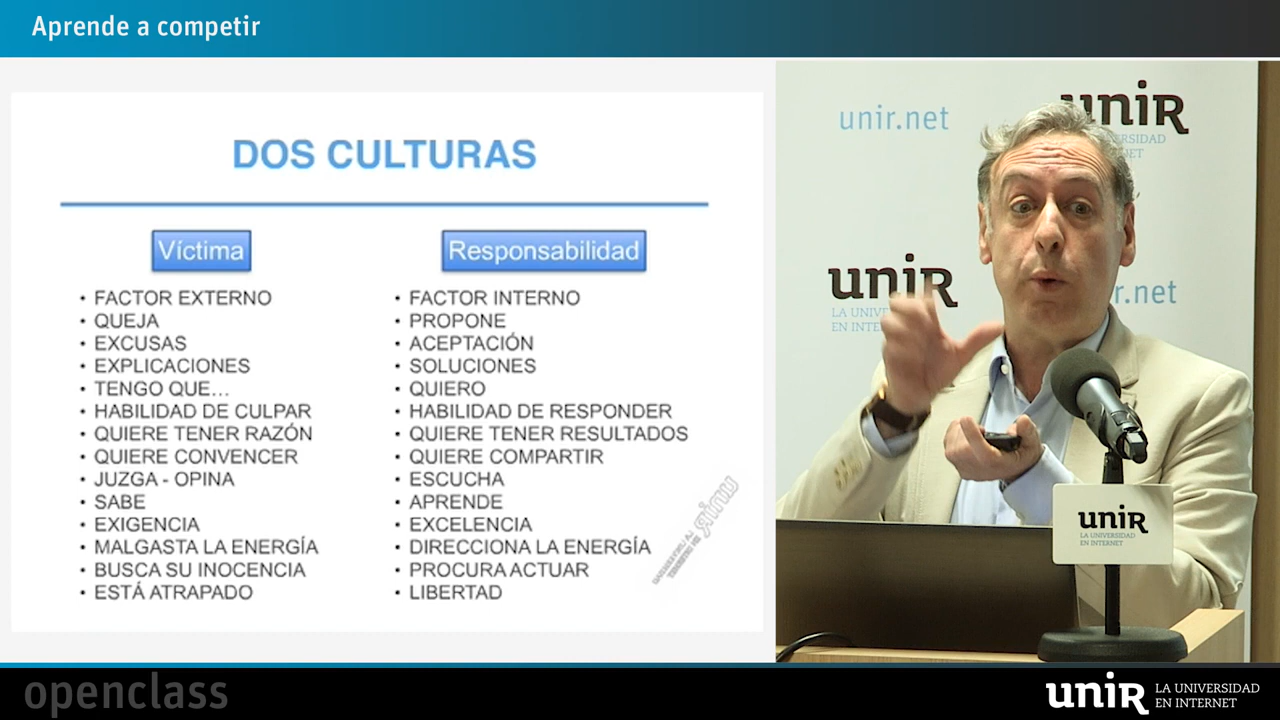 Aprende a competir
DOS CULTURAS
Víctima
• FACTOR EXTERNO
• QUEJA
• EXCUSAS
• EXPLICACIONES
• TENGO QUE...
• HABILIDAD DE CULPAR
• QUIERE TENER RAZÓN
• QUIERE CONVENCER
• JUZGA - OPINA
• SABE
• EXIGENCIA
• MALGASTA LA ENERGÍA
• BUSCA SU INOCENCIA
• ESTÁ ATRAPADO
Responsabilidad
• FACTOR INTERNO
• PROPONE
• ACEPTACIÓN
• SOLUCIONES
• QUIERO
• HABILIDAD DE RESPONDER
• QUIERE TENER RESULTADOS
• QUIERE COMPARTIR
• ESCUCHA
• APRENDE
• EXCELENCIA
• DIRECCIONA LA ENERGÍA
• PROCURA ACTUAR
• LIBERTAD
unir.net
unir
unir
LA
EN
r.net
unir
LA UNIVERSIDAD
EN INTERNET
openclass
unir
LA UNIVERSIDAD
EN INTERNET